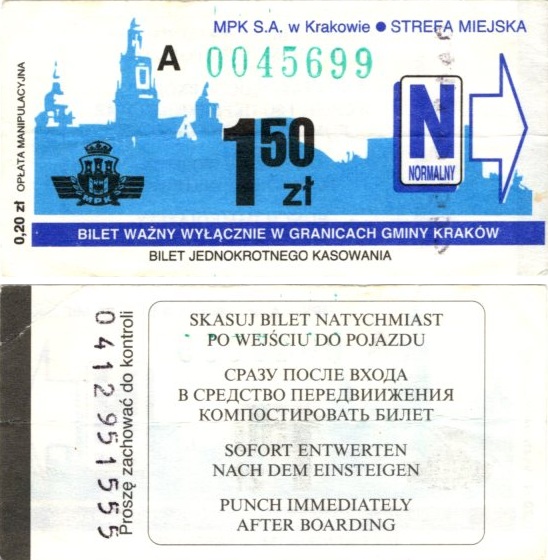 MPK S.A. w Krakowie ● STREFA MIEJSKA
A 0045699
OPŁATA MANIPULACYJNA
0,20 zł
1 50
zł
N
NORMALNY
MPK
BILET WAŻNY WYŁĄCZNIE W GRANICACH GMINY KRAKÓW
BILET JEDNOKROTNEGO KASOWANIA
0412951555
Proszę zachować do kontroli
SKASUJ BILET NATYCHMIAST
PO WEJŚCIU DO POJAZDU
СРАЗУ ПОСЛЕ ВХОДА
В СРЕДСТВО ПЕРЕДВИИЖЕНИЯ
КОМПОСТИРОВАТЬ БИЛЕТ
SOFORT ENTWERTEN
NACH DEM EINSTEIGEN
PUNCH IMMEDIATELY
AFTER BOARDING